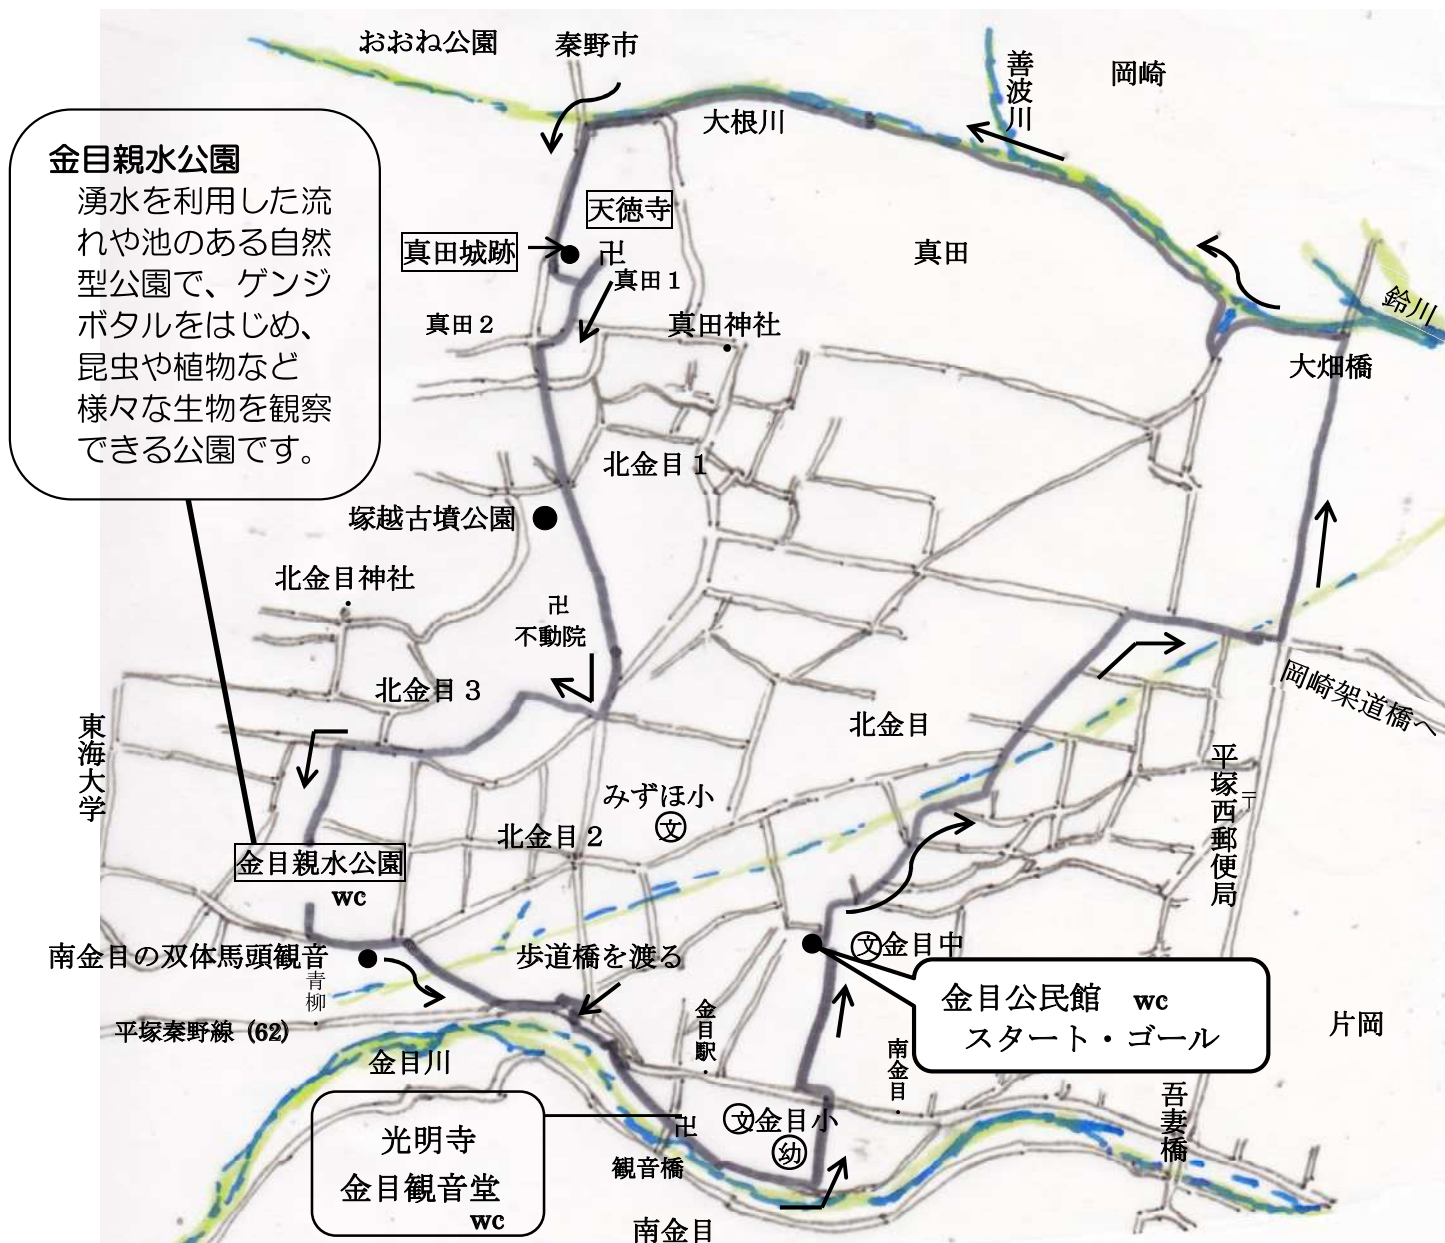 おおね公園
秦野市
善波川
岡崎
大根川
金目親水公園
湧水を利用した流
れや池のある自然
型公園で、ゲンジ
ボタルをはじめ、
昆虫や植物など
様々な生物を観察
できる公園です。
天徳寺
真田城跡
卍
真田
真田1
鈴川
真田2
真田神社
大畑橋
北金目1
塚越古墳公園
北金目神社
卍
不動院
北金目3
岡崎架道橋へ
東海大学
北金目
平塚西郵便局
〒
みずほ小
文
北金目2
金目親水公園
wc
南金目の双体馬頭観音
歩道橋を渡る
文金目中
青柳
金目公民館 wc
スタート・ゴール
金目駅
平塚秦野線 (62)
片岡
金目川
南金目
吾妻橋
光明寺
金目観音堂
wc
卍
文金目小
幼
観音橋
南金目